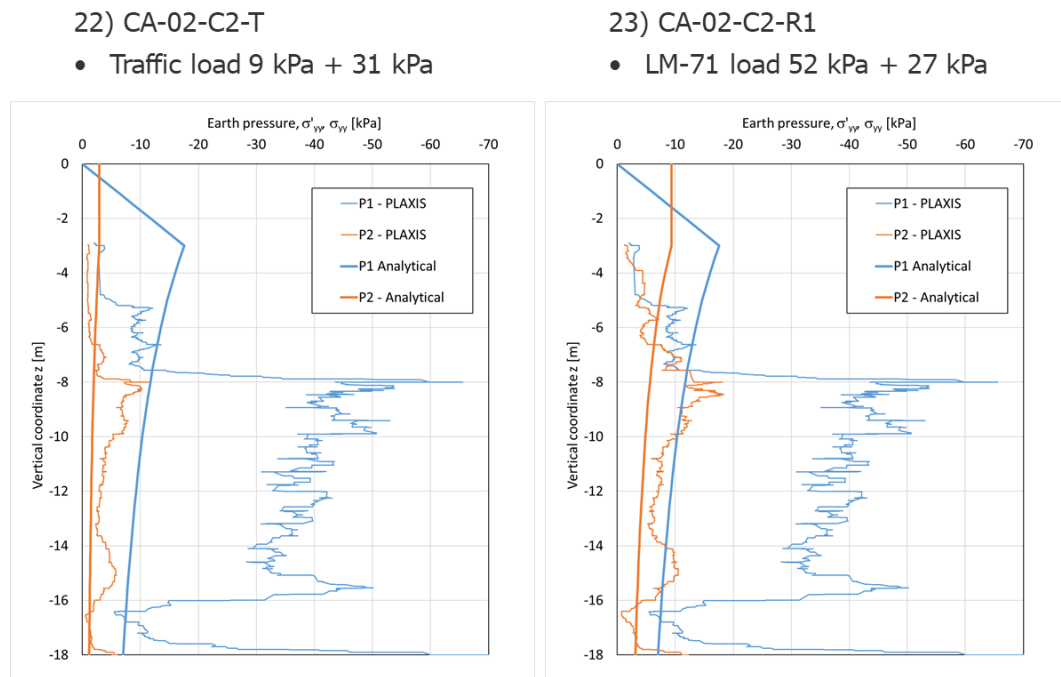 22) CA-02-C2-T
• Traffic load 9 kPa + 31 kPa
Earth pressure, σ'yy, σyy [kPa]
0 -10 -20 -30 -40 -50 -60 -70
0
-2
-4
-6
-8
-10
-12
-14
-16
-18
Vertical coordinate z [m]
P1 - PLAXIS
P2 - PLAXIS
P1 Analytical
P2 - Analytical
23) CA-02-C2-R1
• LM-71 load 52 kPa + 27 kPa
Earth pressure, σ'yy, σyy [kPa]
0 -10 -20 -30 -40 -50 -60 -70
0
-2
-4
-6
-8
-10
-12
-14
-16
-18
Vertical coordinate z [m]
P1 - PLAXIS
P2 - PLAXIS
P1 Analytical
P2 - Analytical